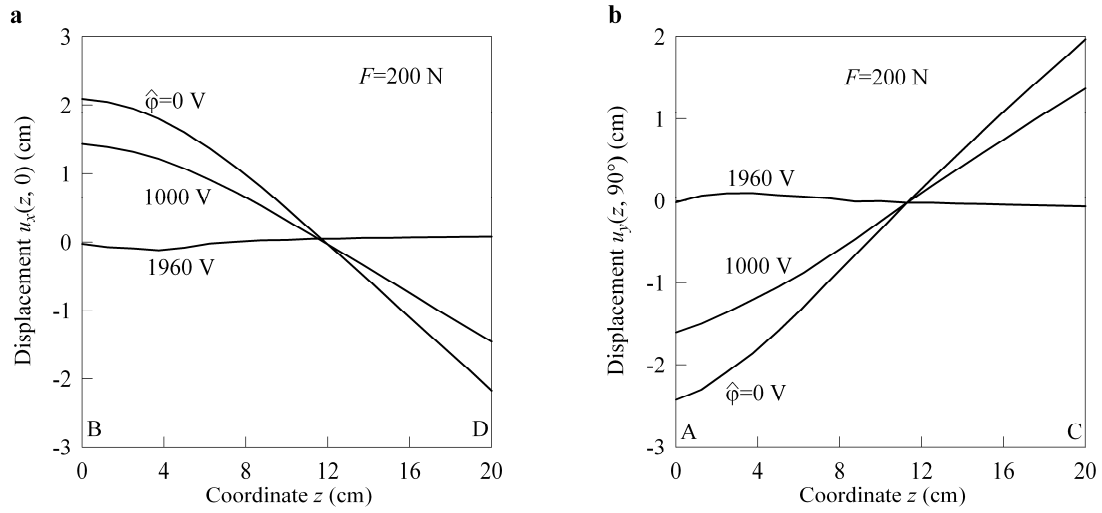 a
3
2
1
0
-1
-2
-3
Displacement uₓ(z, 0) (cm)
F=200 N
φ̂=0 V
1000 V
1960 V
B
D
0
4
8
12
16
20
Coordinate z (cm)
b
2
1
0
-1
-2
-3
Displacement uᵧ(z, 90°) (cm)
F=200 N
1960 V
1000 V
φ̂=0 V
A
C
0
4
8
12
16
20
Coordinate z (cm)